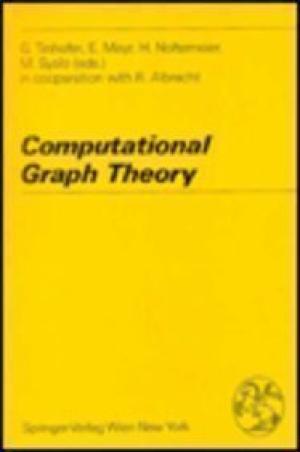 G. Tinhofer, E. Mayr, H. Noltemeier,
M. Syslo (eds.)
in cooperation with R. Albrecht
Computational
Graph Theory
Springer-Verlag Wien New York